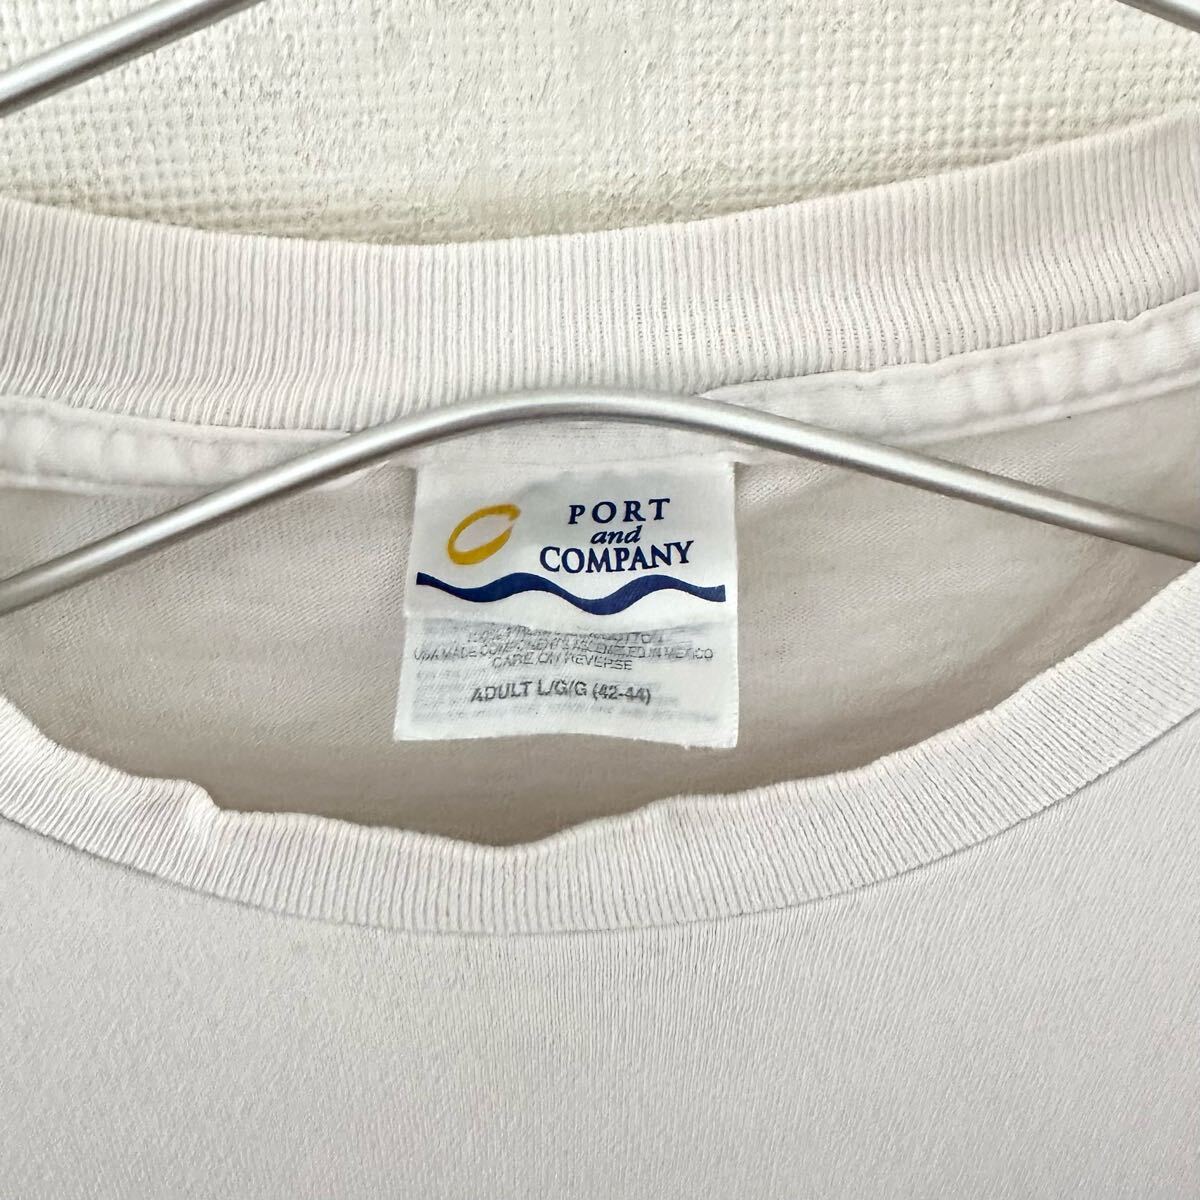 PORT
and
COMPANY
USA MADE COMPONENTS ASSEMBLED IN MEXICO
CARE ON REVERSE
ADULT L/G/G (42-44)